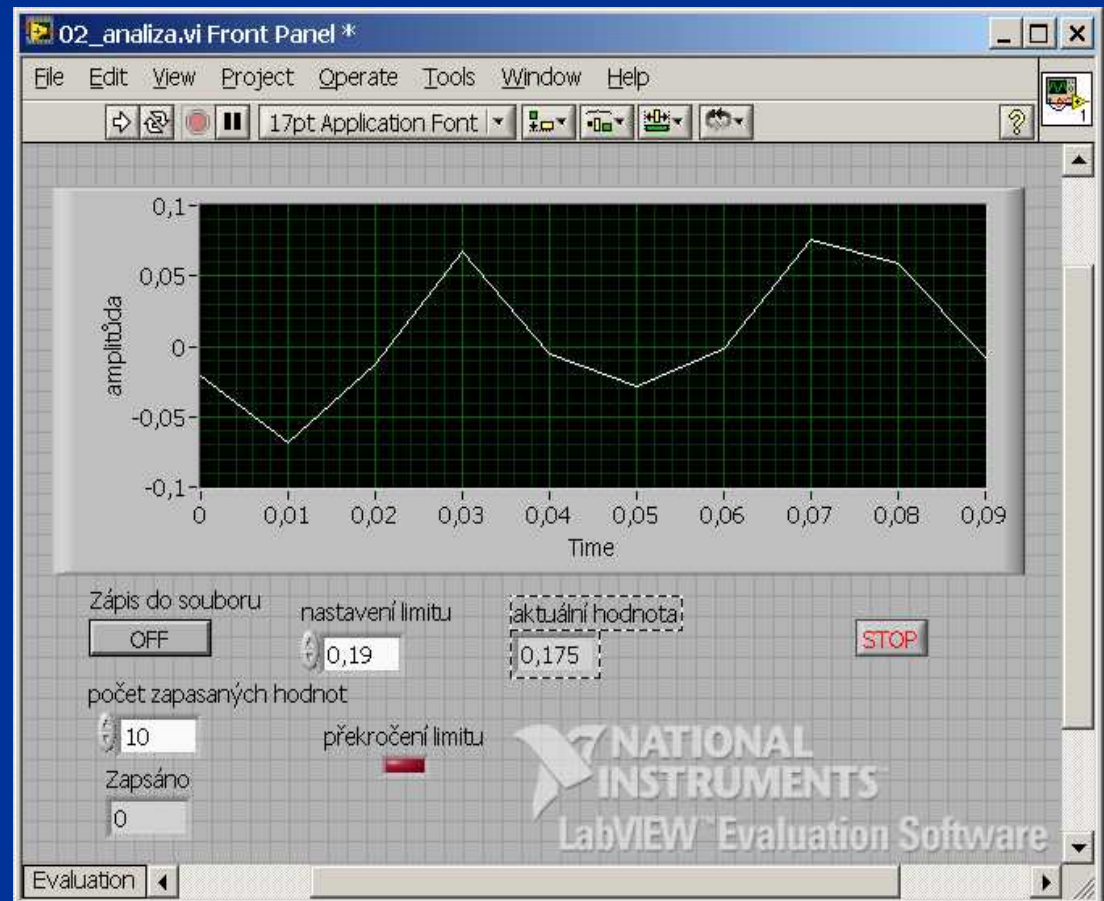 02_analiza.vi Front Panel *
File Edit View Project Operate Tools Window Help
17pt Application Font
1
0,1
0,05
0
-0,05
-0,1
amplitůda
0 0,01 0,02 0,03 0,04 0,05 0,06 0,07 0,08 0,09
Time
Zápis do souboru
OFF
nastavení limitu
0,19
aktuální hodnota
0,175
STOP
počet zapasaných hodnot
10
překročení limitu
Zapsáno
0
NATIONAL
INSTRUMENTS
LabVIEW™ Evaluation Software
Evaluation